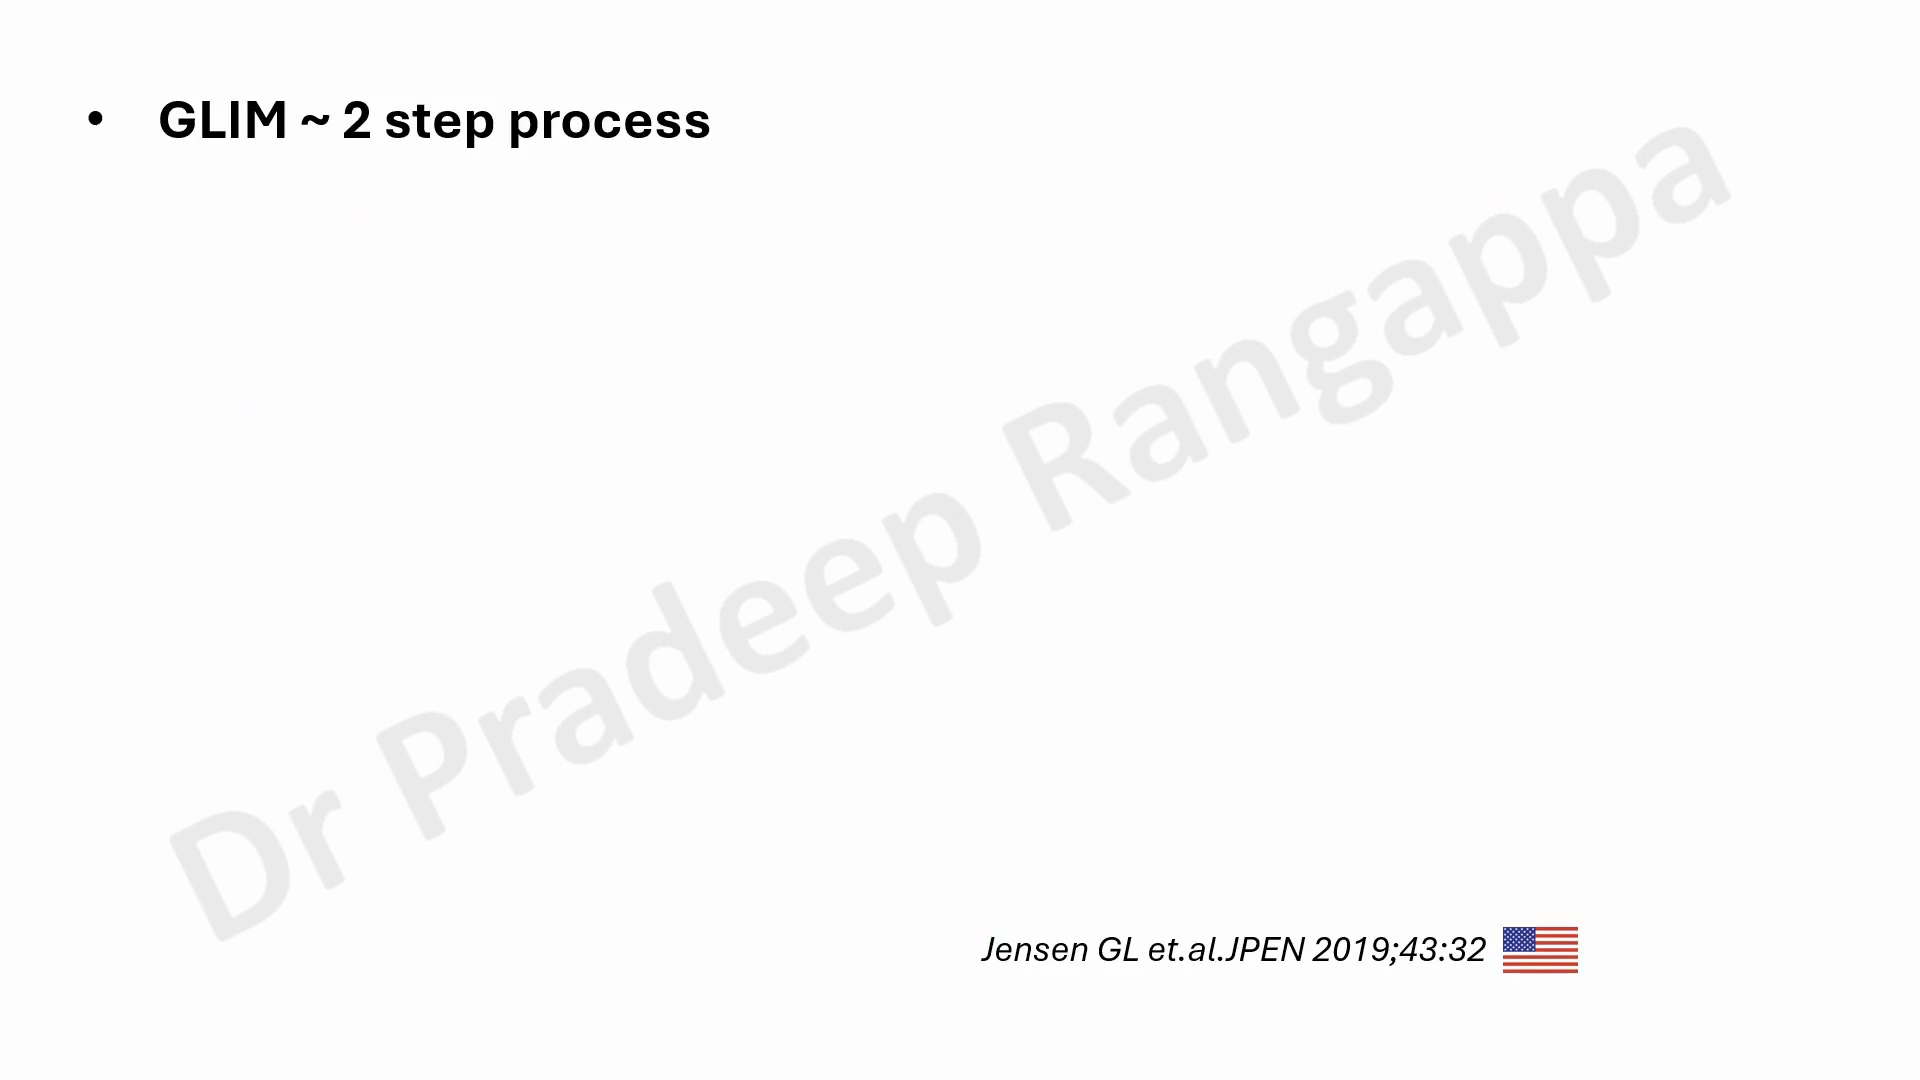 • GLIM ~ 2 step process
Dr Pradeep Rangappa
Jensen GL et.al.JPEN 2019;43:32